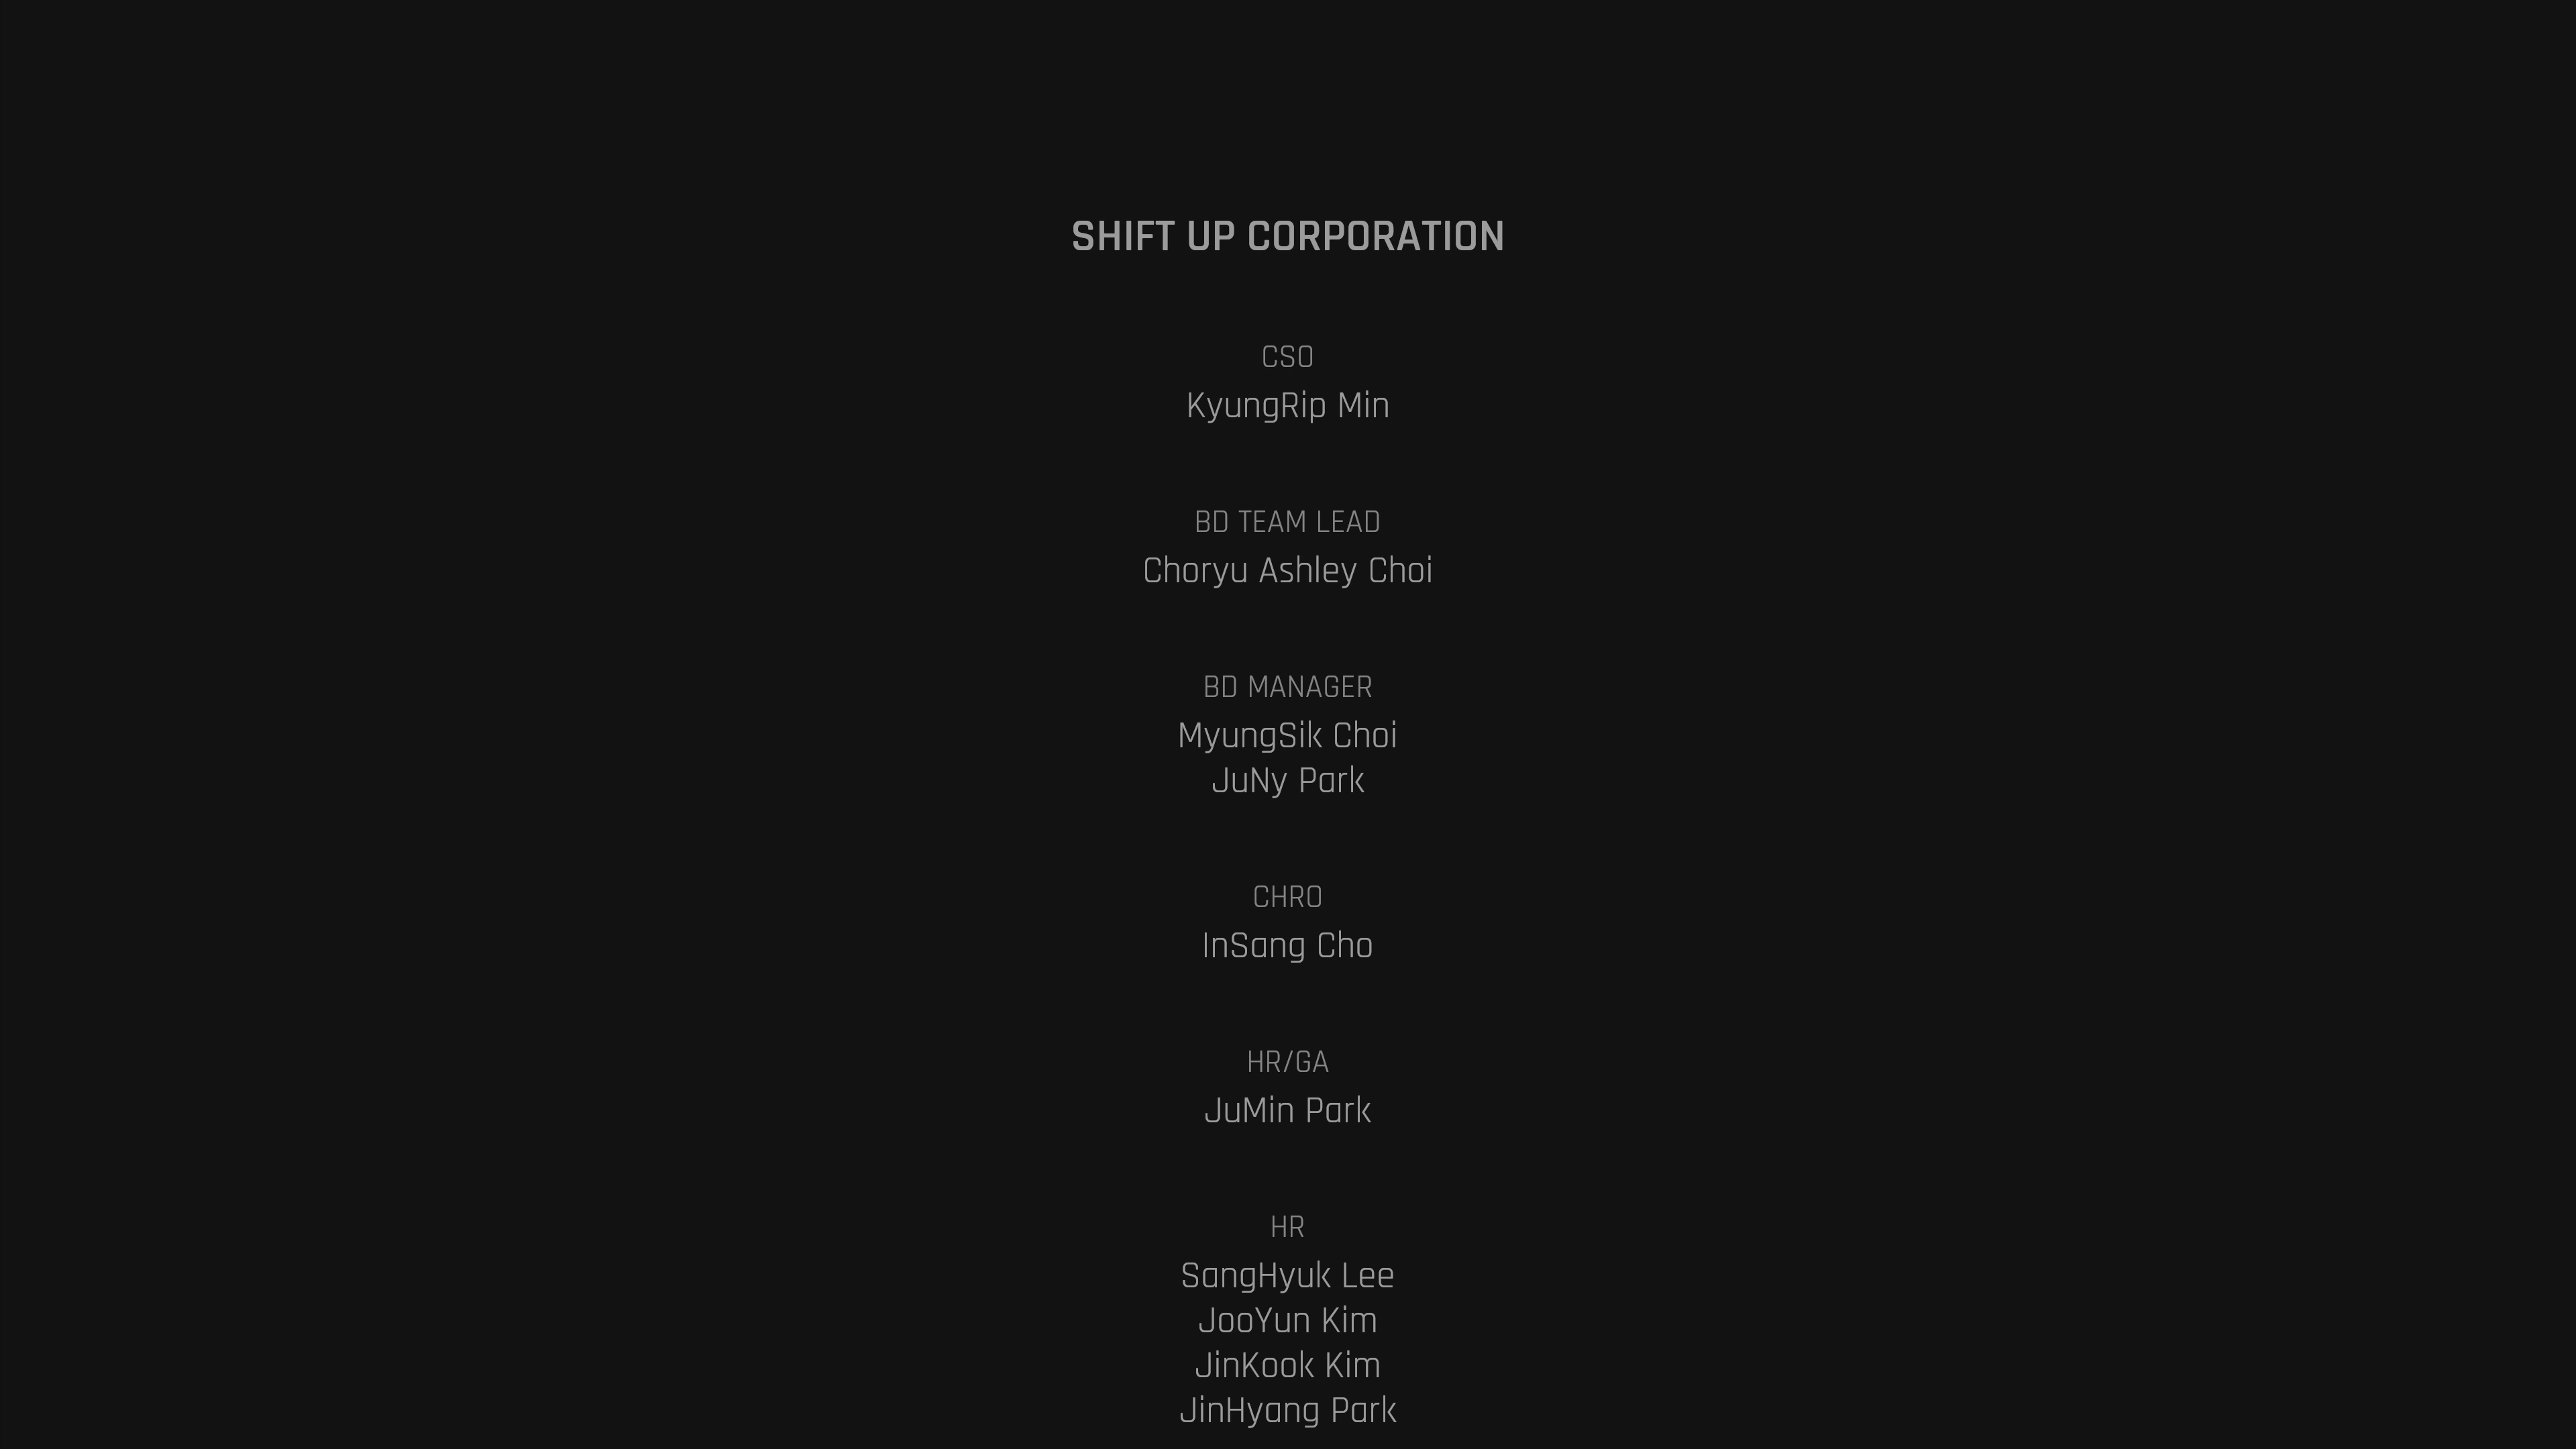 SHIFT UP CORPORATION
CSO
KyungRip Min
BD TEAM LEAD
Choryu Ashley Choi
BD MANAGER
MyungSik Choi
JuNy Park
CHRO
InSang Cho
HR/GA
JuMin Park
HR
SangHyuk Lee
JooYun Kim
JinKook Kim
JinHyang Park